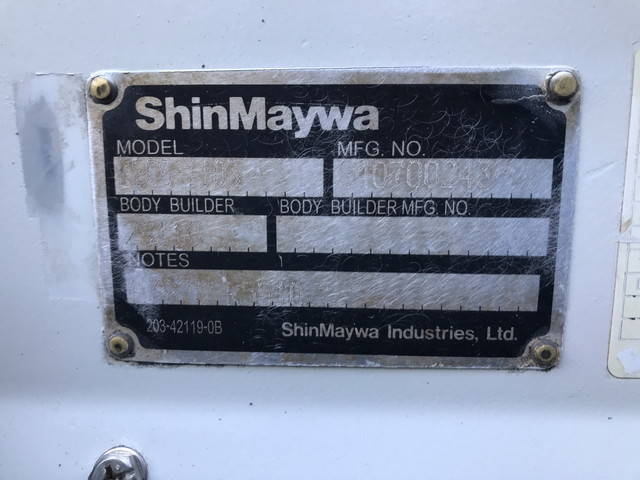 ShinMaywa
MODEL MFG. NO.
BODY BUILDER BODY BUILDER MFG. NO.
NOTES
203-42119-0B ShinMaywa Industries, Ltd.